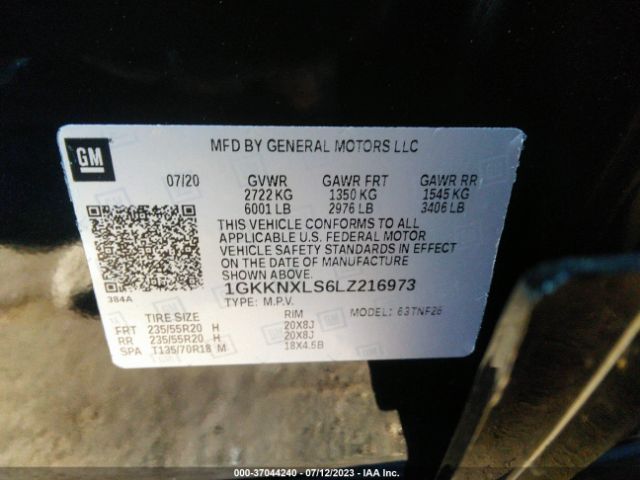 GM
MFD BY GENERAL MOTORS LLC
07/20 GVWR GAWR FRT GAWR RR
2722 KG 1350 KG 1545 KG
6001 LB 2976 LB 3406 LB
THIS VEHICLE CONFORMS TO ALL
APPLICABLE U.S. FEDERAL MOTOR
VEHICLE SAFETY STANDARDS IN EFFECT
ON THE DATE OF MANUFACTURE
SHOWN ABOVE.
384A
1GKKNXLS6LZ216973
TYPE: M.P.V. MODEL: 63TNF26
TIRE SIZE RIM
FRT 235/55R20 H 20X8J
RR 235/55R20 H 20X8J
SPA T135/70R18 M 18X4.5B
000-37044240 - 07/12/2023 - IAA Inc.